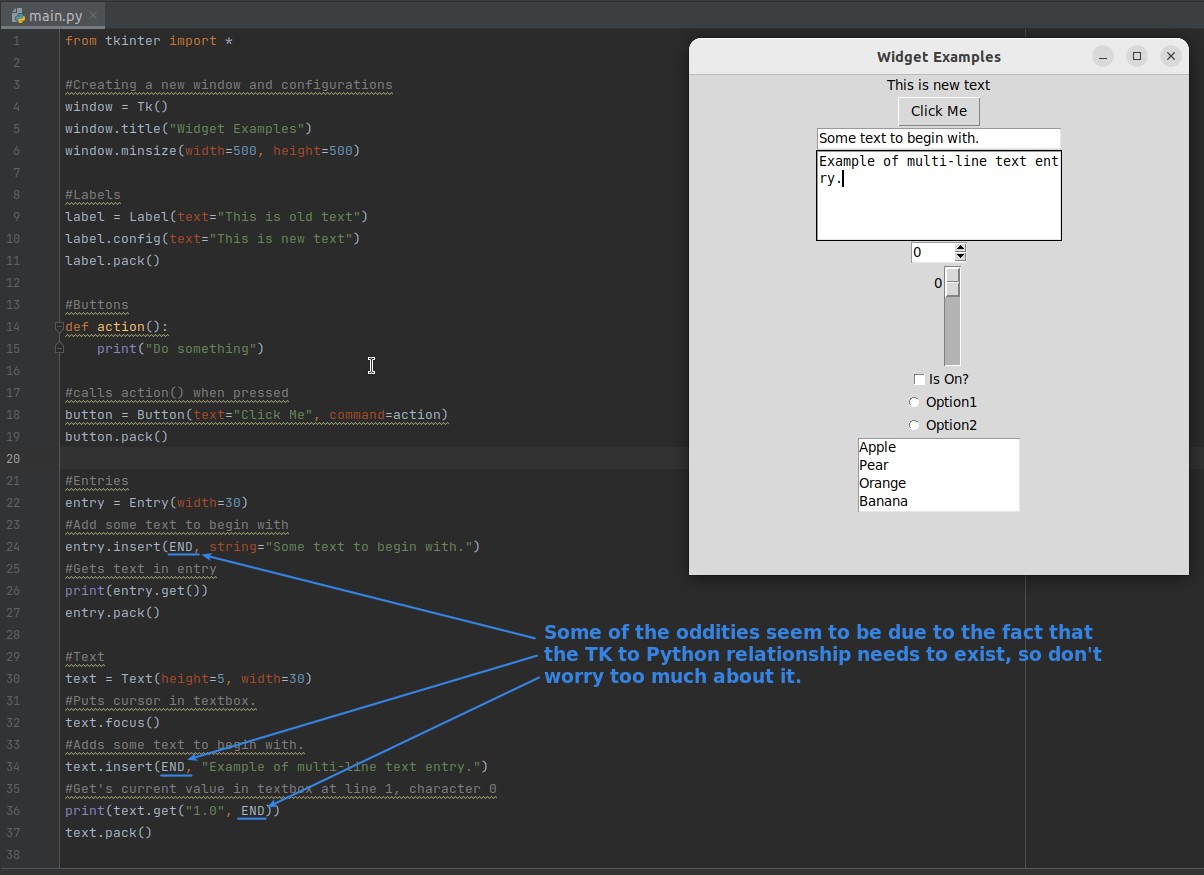 main.py
1 from tkinter import *
2
3 #Creating a new window and configurations
4 window = Tk()
5 window.title("Widget Examples")
6 window.minsize(width=500, height=500)
7
8 #Labels
9 label = Label(text="This is old text")
10 label.config(text="This is new text")
11 label.pack()
12
13 #Buttons
14 def action():
15     print("Do something")
16
17 #calls action() when pressed
18 button = Button(text="Click Me", command=action)
19 button.pack()
20
21 #Entries
22 entry = Entry(width=30)
23 #Add some text to begin with
24 entry.insert(END, string="Some text to begin with.")
25 #Gets text in entry
26 print(entry.get())
27 entry.pack()
28
29 #Text
30 text = Text(height=5, width=30)
31 #Puts cursor in textbox.
32 text.focus()
33 #Adds some text to begin with.
34 text.insert(END, "Example of multi-line text entry.")
35 #Get's current value in textbox at line 1, character 0
36 print(text.get("1.0", END))
37 text.pack()
38
Widget Examples
This is new text
Click Me
Some text to begin with.
Example of multi-line text ent
ry.
0
0
Is On?
Option1
Option2
Apple
Pear
Orange
Banana
Some of the oddities seem to be due to the fact that
the TK to Python relationship needs to exist, so don't
worry too much about it.